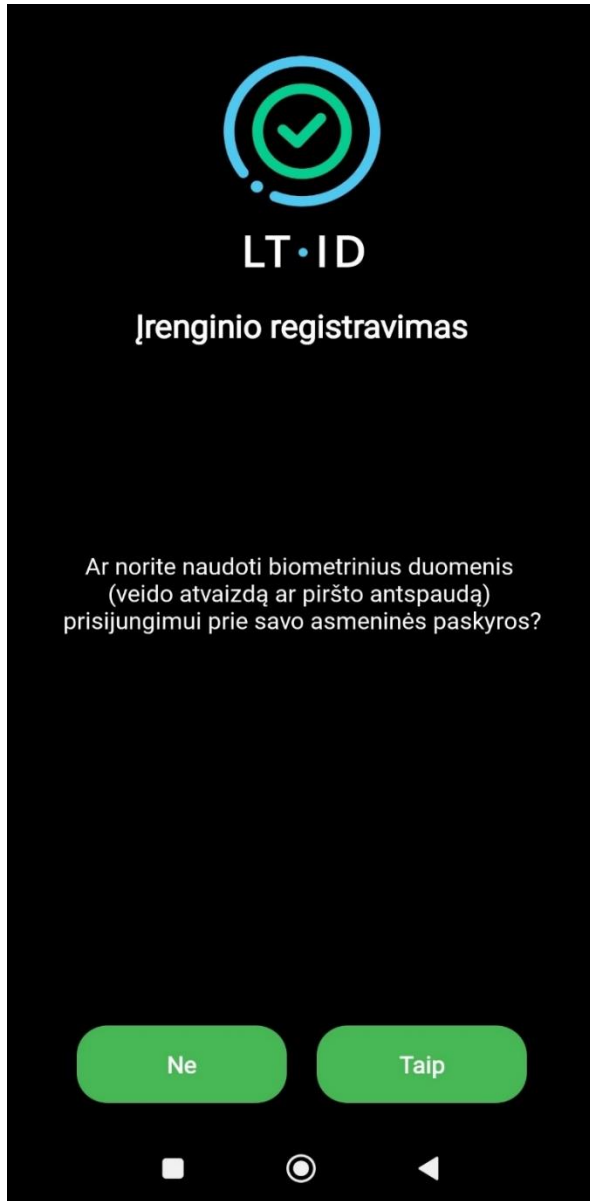 LT·ID
Įrenginio registravimas
Ar norite naudoti biometrinius duomenis
(veido atvaizdą ar piršto antspaudą)
prisijungimui prie savo asmeninės paskyros?
Ne
Taip